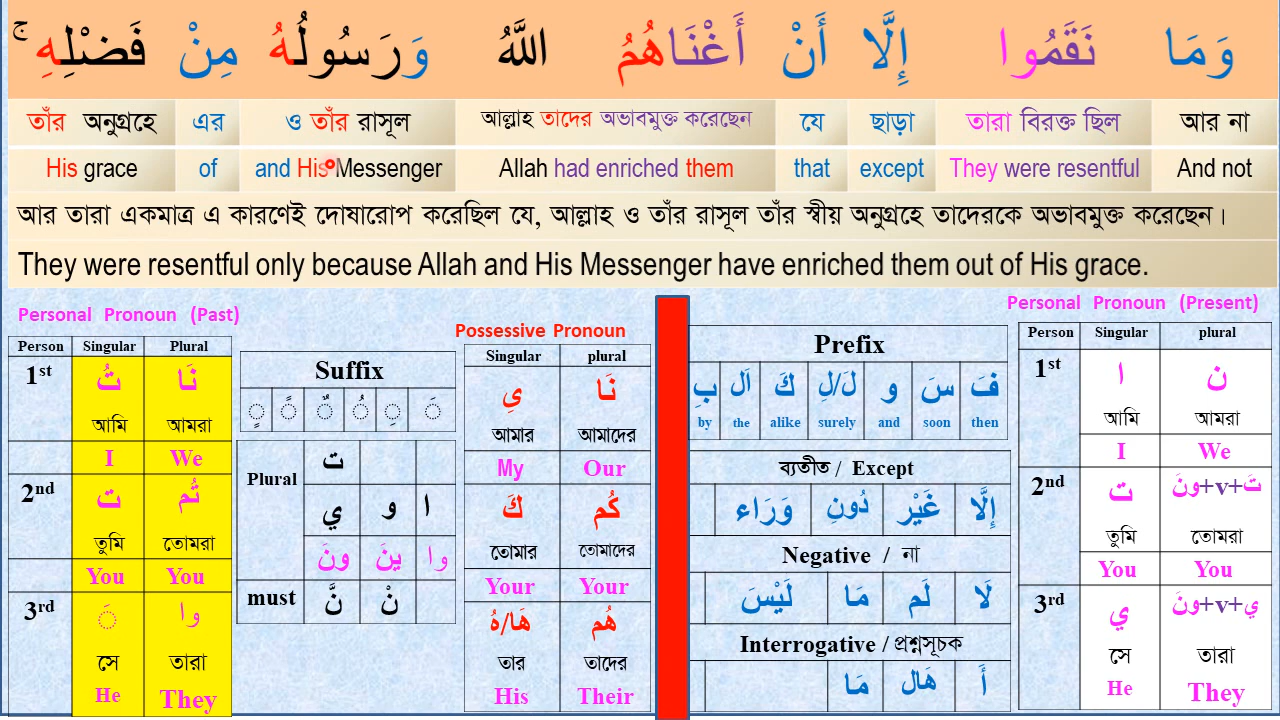 وَمَا نَقَمُوا إِلَّا أَنْ أَغْنَاهُمُ اللَّهُ وَرَسُولُهُ مِنْ فَضْلِهِ ۚ
তাঁর অনুগ্রহে এর ও তাঁর রাসূল আল্লাহ তাদের অভাবমুক্ত করেছেন যে ছাড়া তারা বিরক্ত ছিল আর না
His grace of and His Messenger Allah had enriched them that except They were resentful And not
আর তারা একমাত্র এ কারণেই দোষারোপ করেছিল যে, আল্লাহ ও তাঁর রাসূল তাঁর স্বীয় অনুগ্রহে তাদেরকে অভাবমুক্ত করেছেন।
They were resentful only because Allah and His Messenger have enriched them out of His grace.
Personal Pronoun (Past)
Person Singular Plural
1st تُ نَا
আমি আমরা
I We
2nd ت تُم
তুমি তোমরা
You You
3rd َ وا
সে তারা
He They
Suffix
ٍ ً ٌ ُ ِ َ
Plural ت
ي و ا
ونَ ينَ وا
must نَّ نْ
Possessive Pronoun
Singular plural
يِ نَا
আমার আমাদের
My Our
كَ كُم
তোমার তোমাদের
Your Your
هَا/هُ هُم
তার তাদের
His Their
Prefix
بِ اَل كَ لَ/لِ و سَ فَ
by the alike surely and soon then
ব্যতীত / Except
وَرَاء دُونِ غَيْر إِلَّا
Negative / না
لَيْسَ مَا لَم لَا
Interrogative / প্রশ্নসূচক
مَا هَال أَ
Personal Pronoun (Present)
Person Singular plural
1st ا ن
আমি আমরা
I We
2nd ت تَ+v+ونَ
তুমি তোমরা
You You
3rd ي ي+v+ونَ
সে তারা
He They